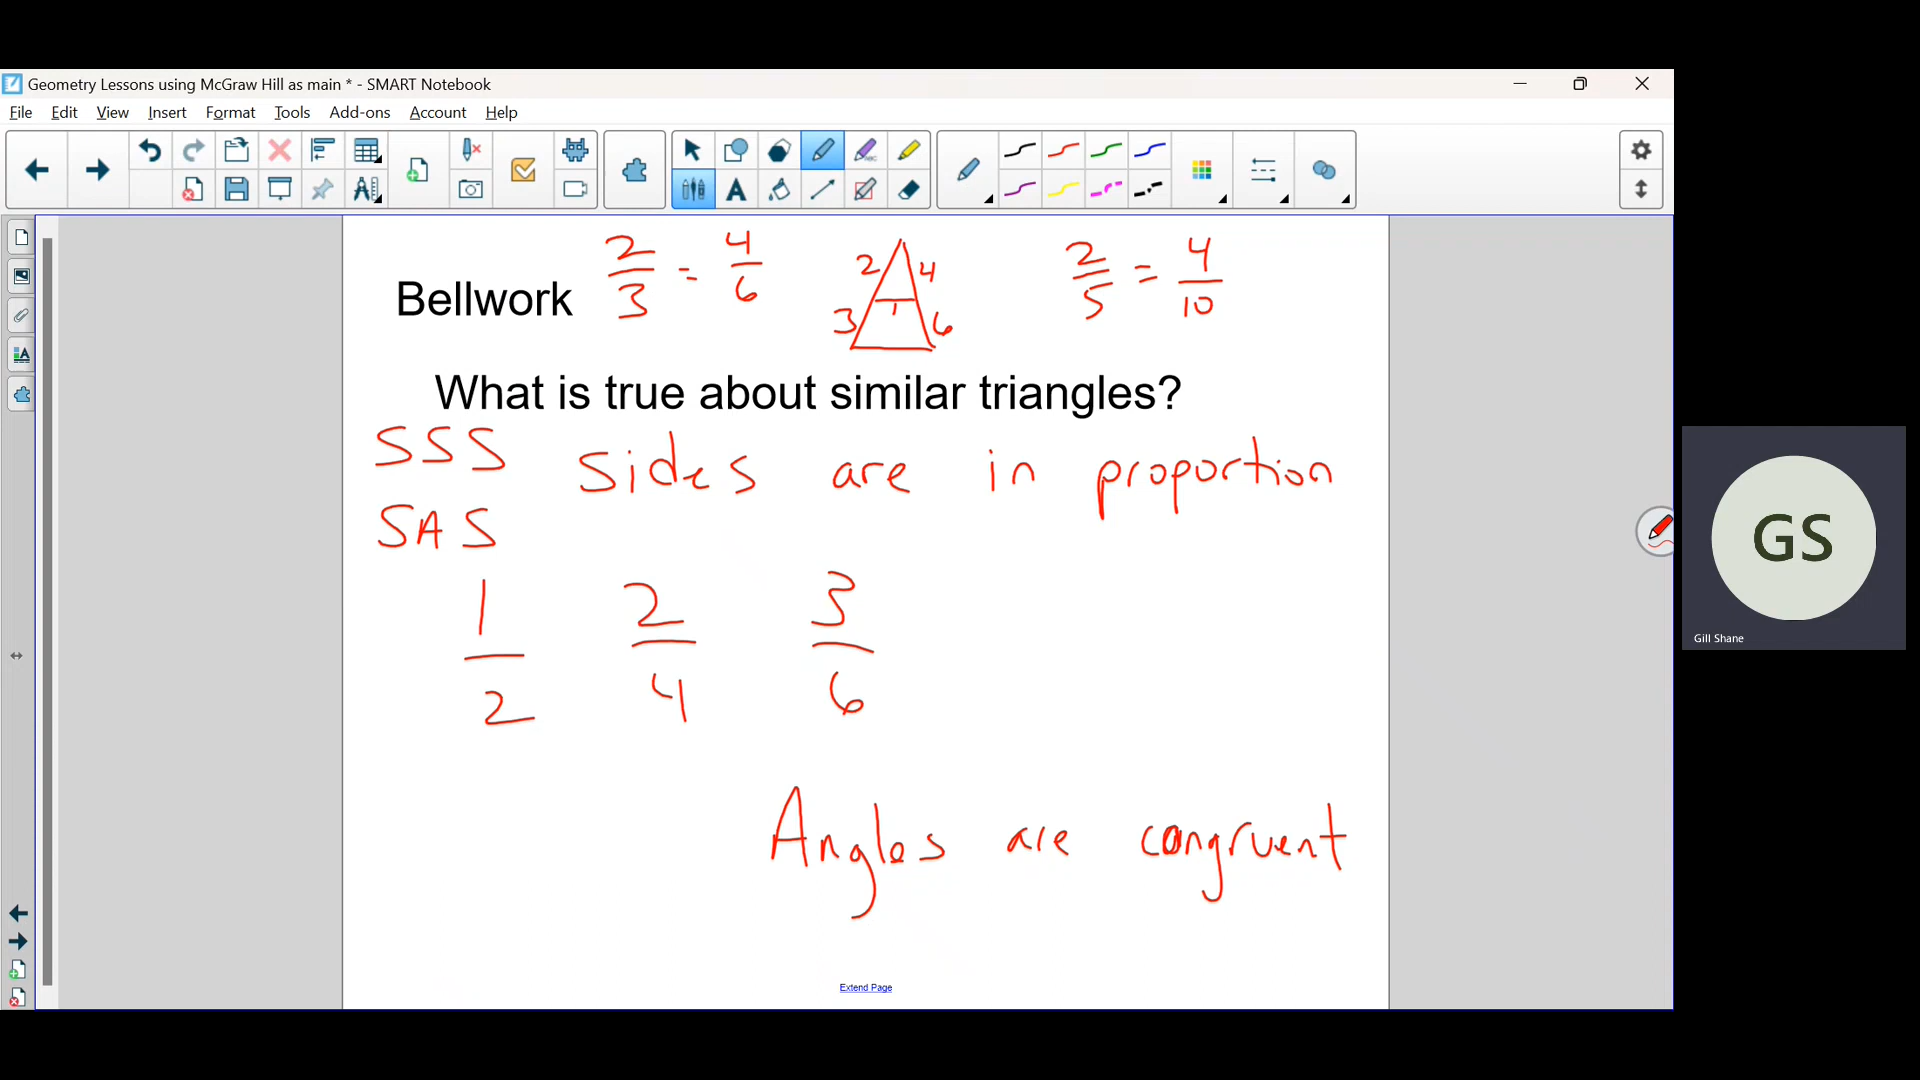 Geometry Lessons using McGraw Hill as main * - SMART Notebook
File Edit View Insert Format Tools Add-ons Account Help
Bellwork
2/3 = 4/6
2 4
1
3 6
2/5 = 4/10
What is true about similar triangles?
SSS
Sides are in proportion
SAS
1/2 2/4 3/6
Angles are congruent
Extend Page
GS
Gill Shane